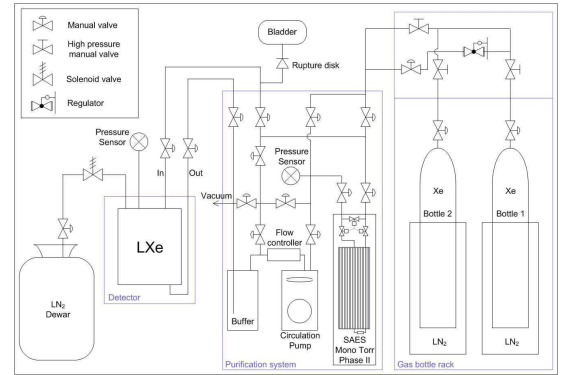 Manual valve
High pressure
manual valve
Solenoid valve
Regulator
Bladder
Rupture disk
Pressure
Sensor
In
Out
Pressure
Sensor
Vacuum
Xe
Bottle 2
Xe
Bottle 1
LXe
Flow
controller
LN2
Dewar
Detector
Buffer
Circulation
Pump
SAES
Mono Torr
Phase II
LN2
LN2
Purification system
Gas bottle rack